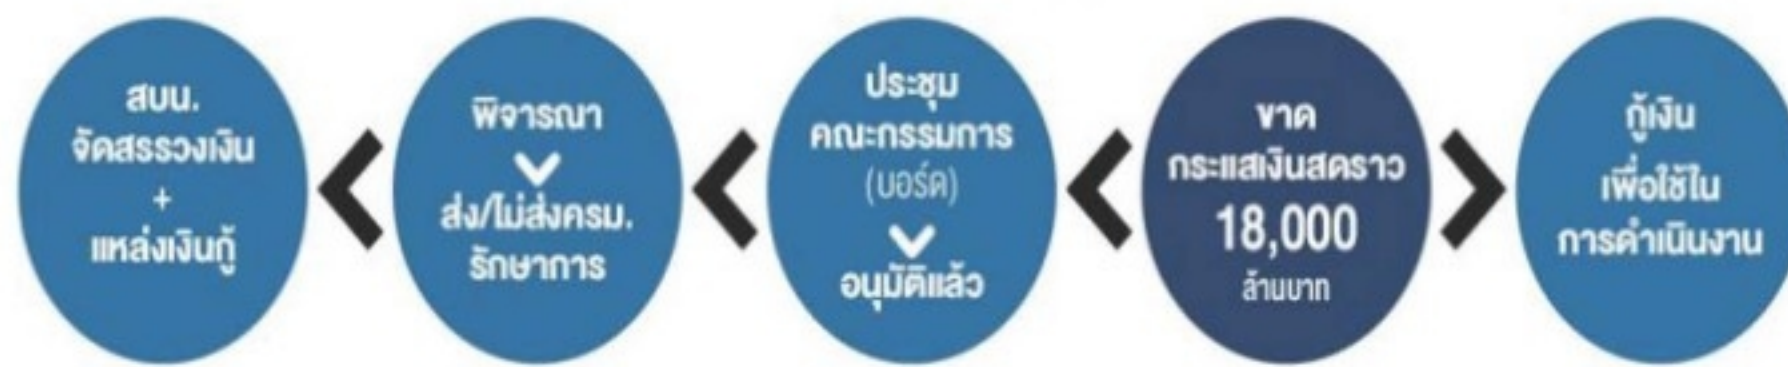 สบน.
จัดสรรวงเงิน
+
แหล่งเงินกู้
พิจารณา
ส่ง/ไม่ส่งครม.
รักษาการ
ประชุม
คณะกรรมการ
(บอร์ด)
อนุมัติแล้ว
ขาด
กระแสเงินสดราว
18,000
ล้านบาท
กู้เงิน
เพื่อใช้ใน
การดำเนินงาน